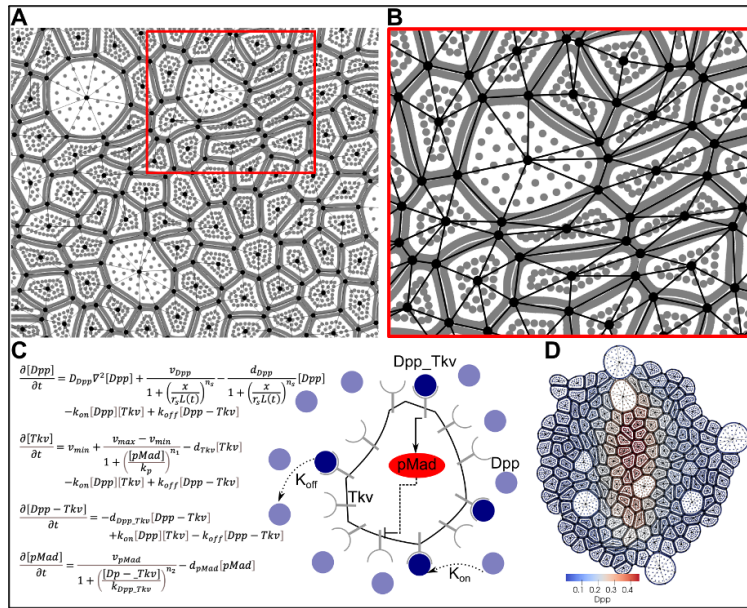 A
B
C
∂[Dpp]/∂t = D_Dpp∇²[Dpp] + v_Dpp/(1 + (x/(r_s L(t)))^n_s) − d_Dpp/(1 + (x/(r_s L(t)))^n_s) [Dpp]
−k_on[Dpp][Tkv] + k_off[Dpp − Tkv]
∂[Tkv]/∂t = v_min + (v_max − v_min)/(1 + ([pMad]/k_p)^n_1) − d_Tkv[Tkv]
−k_on[Dpp][Tkv] + k_off[Dpp − Tkv]
∂[Dpp − Tkv]/∂t = −d_Dpp_Tkv[Dpp − Tkv]
+k_on[Dpp][Tkv] − k_off[Dpp − Tkv]
∂[pMad]/∂t = v_pMad/(1 + ([Dp − _Tkv]/k_Dpp_Tkv)^n_2) − d_pMad[pMad]
Dpp_Tkv
pMad
Dpp
K_off
Tkv
K_on
D
0.1 0.2 0.3 0.4
Dpp